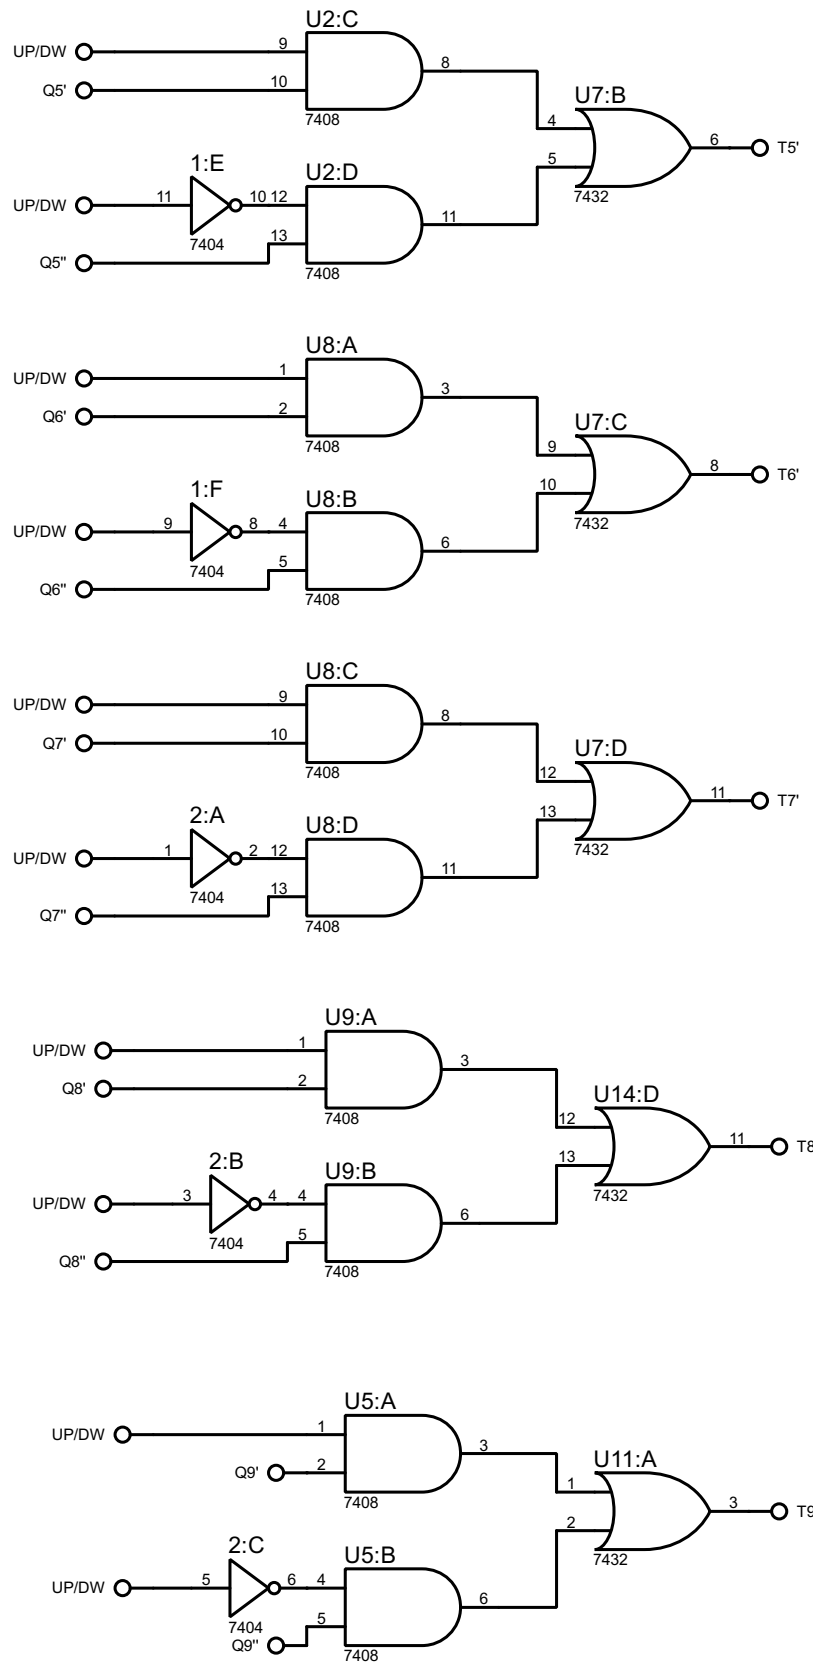 U2:C
UP/DW 9
8
Q5' 10
7408
U7:B
4
6 T5'
5
7432
1:E
U2:D
UP/DW 11 10 12
11
7404
13
Q5''
7408
U8:A
UP/DW 1
3
Q6' 2
7408
U7:C
9
8 T6'
10
7432
1:F
U8:B
UP/DW 9 8 4
6
7404
5
Q6''
7408
U8:C
UP/DW 9
8
Q7' 10
7408
U7:D
12
11 T7'
13
7432
2:A
U8:D
UP/DW 1 2 12
11
7404
13
Q7''
7408
U9:A
UP/DW 1
3
Q8' 2
7408
U14:D
12
11 T8
13
7432
2:B
U9:B
UP/DW 3 4 4
6
7404
5
Q8''
7408
U5:A
UP/DW 1
3
Q9' 2
7408
U11:A
1
3 T9
2
7432
2:C
U5:B
UP/DW 5 6 4
6
7404
5
Q9''
7408